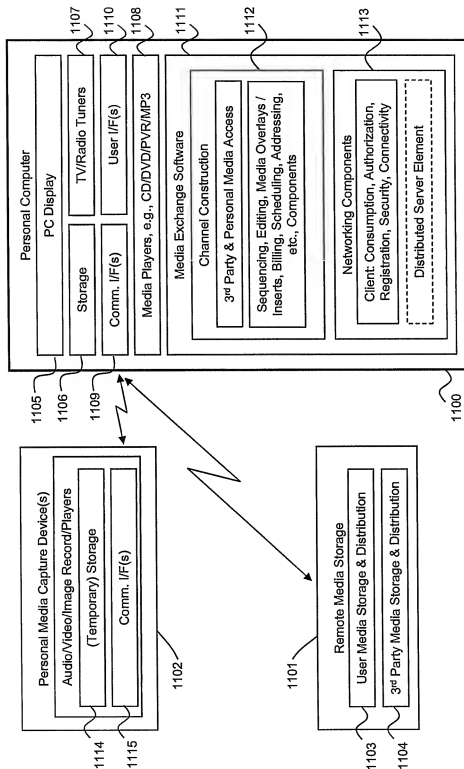 Personal Media Capture Device(s)
Audio/Video/Image Record/Players
(Temporary) Storage
Comm. I/F(s)
1114
1115
1102
1101
Remote Media Storage
User Media Storage & Distribution
3rd Party Media Storage & Distribution
1103
1104
Personal Computer
PC Display
Storage
TV/Radio Tuners
Comm. I/F(s)
User I/F(s)
Media Players, e.g., CD/DVD/PVR/MP3
Media Exchange Software
Channel Construction
3rd Party & Personal Media Access
Sequencing, Editing, Media Overlays /
Inserts, Billing, Scheduling, Addressing,
etc., Components
Networking Components
Client: Consumption, Authorization,
Registration, Security, Connectivity
Distributed Server Element
1105
1106
1109
1100
1107
1110
1108
1111
1112
1113